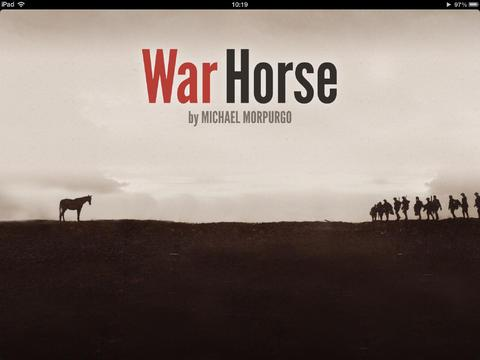 iPad 10:19 97%
War Horse
by MICHAEL MORPURGO